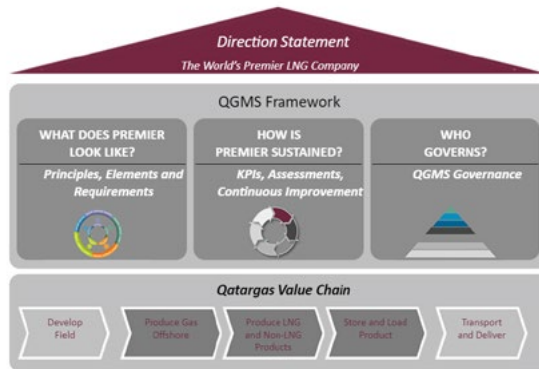 Direction Statement
The World's Premier LNG Company
QGMS Framework
WHAT DOES PREMIER
LOOK LIKE?
Principles, Elements and
Requirements
HOW IS
PREMIER SUSTAINED?
KPIs, Assessments,
Continuous Improvement
WHO
GOVERNS?
QGMS Governance
Qatargas Value Chain
Develop
Field
Produce Gas
Offshore
Produce LNG
and Non-LNG
Products
Store and Load
Product
Transport
and Deliver